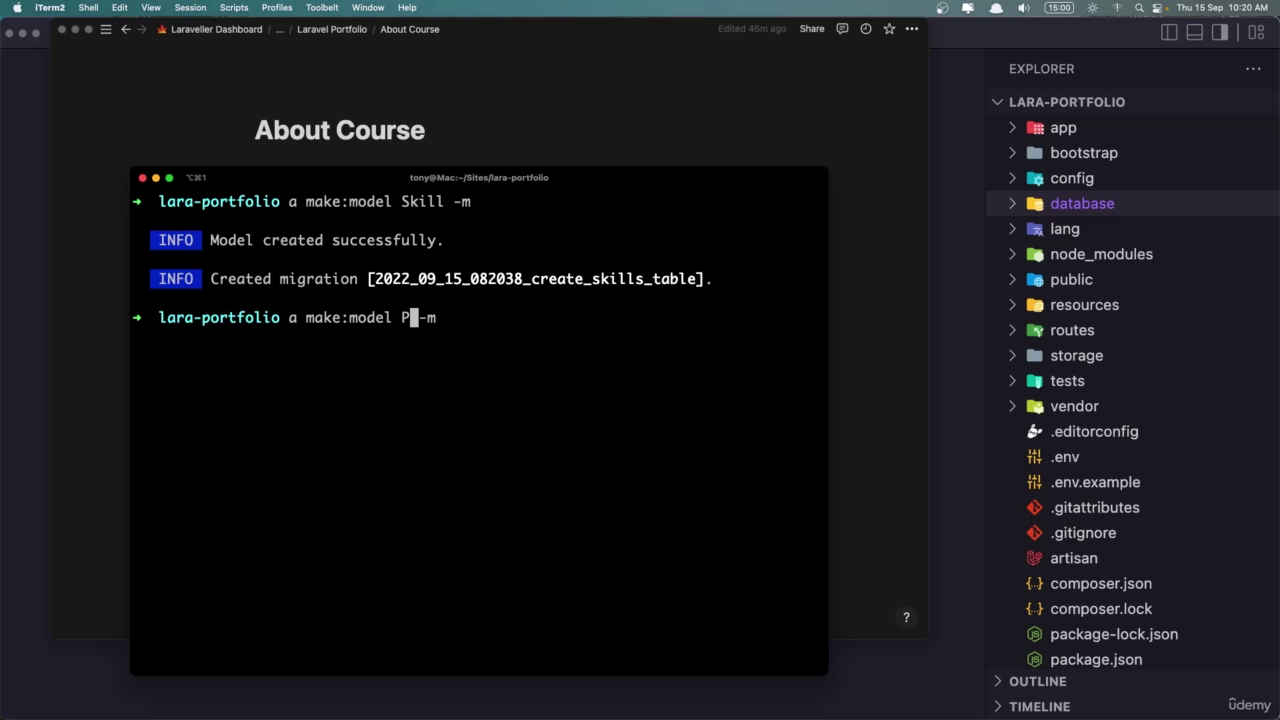 iTerm2 Shell Edit View Session Scripts Profiles Toolbelt Window Help 15:00 Thu 15 Sep 10:20 AM
Laraveller Dashboard / ... / Laravel Portfolio / About Course Edited 45m ago Share
About Course
⌥⌘1 tony@Mac:~/Sites/lara-portfolio
lara-portfolio a make:model Skill -m
INFO Model created successfully.
INFO Created migration [2022_09_15_082038_create_skills_table].
lara-portfolio a make:model P -m
?
EXPLORER
LARA-PORTFOLIO
app
bootstrap
config
database
lang
node_modules
public
resources
routes
storage
tests
vendor
.editorconfig
.env
.env.example
.gitattributes
.gitignore
artisan
composer.json
composer.lock
package-lock.json
package.json
OUTLINE
TIMELINE
ûdemy